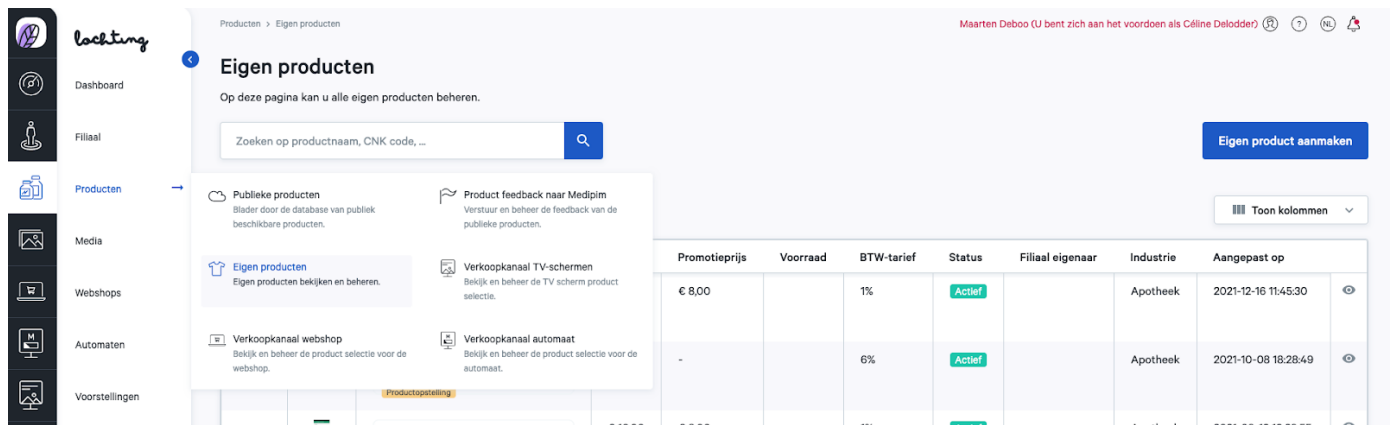 Producten > Eigen producten
Maarten Deboo (U bent zich aan het voordoen als Céline Delodder)
?
NL
lochting
Eigen producten
Op deze pagina kan u alle eigen producten beheren.
Zoeken op productnaam, CNK code, ...
Eigen product aanmaken
Dashboard
Filiaal
Producten
Media
Webshops
Automaten
Voorstellingen
Publieke producten
Blader door de database van publiek
beschikbare producten.
Product feedback naar Medipim
Verstuur en beheer de feedback van de
publieke producten.
Eigen producten
Eigen producten bekijken en beheren.
Verkoopkanaal TV-schermen
Bekijk en beheer de TV scherm product
selectie.
Verkoopkanaal webshop
Bekijk en beheer de product selectie voor de
webshop.
Verkoopkanaal automaat
Bekijk en beheer de product selectie voor de
automaat.
Toon kolommen
Promotieprijs Voorraad BTW-tarief Status Filiaal eigenaar Industrie Aangepast op
€ 8,00 1% Actief Apotheek 2021-12-16 11:45:30
- 6% Actief Apotheek 2021-10-08 18:28:49
Productopstelling